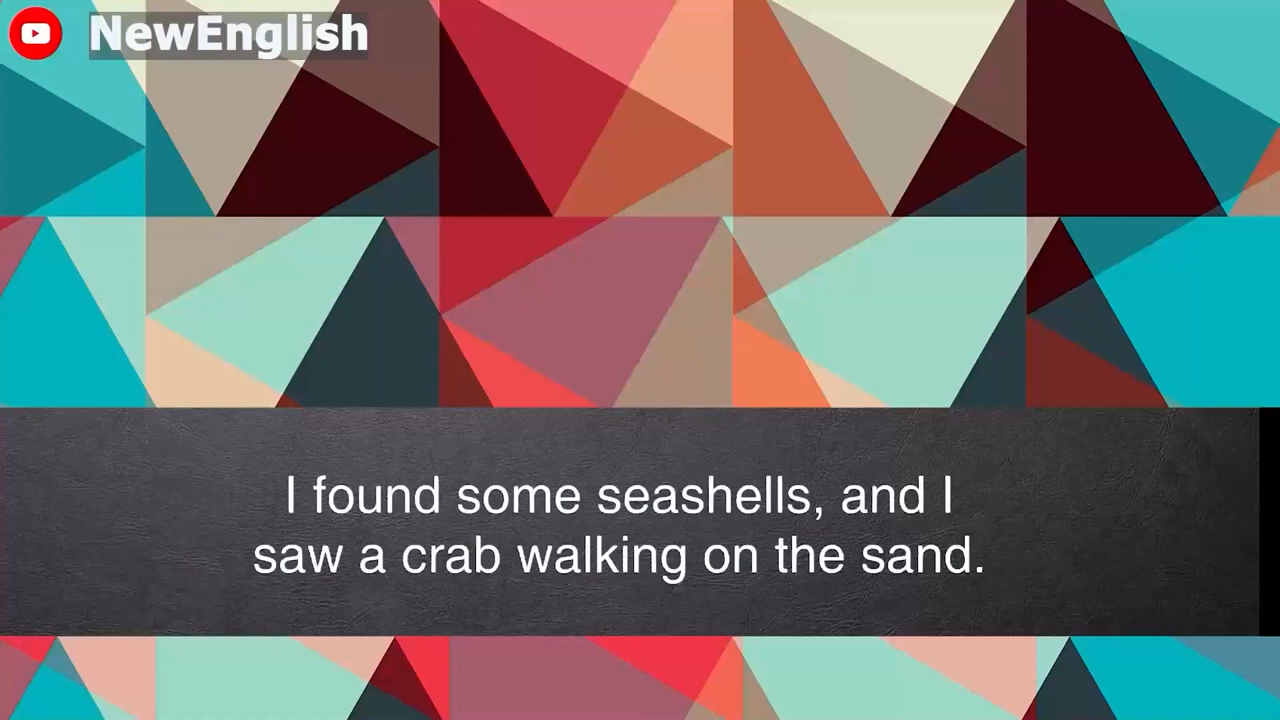 NewEnglish
I found some seashells, and I
saw a crab walking on the sand.